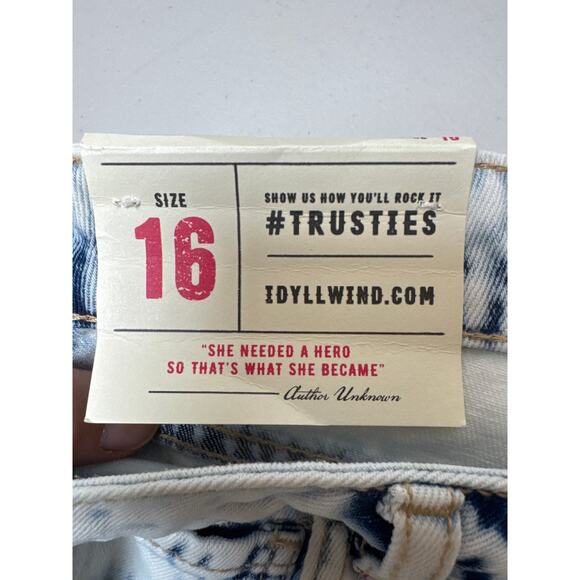 SIZE
16
SHOW US HOW YOU'LL ROCK IT
#TRUSTIES
IDYLLWIND.COM
"SHE NEEDED A HERO
SO THAT'S WHAT SHE BECAME"
Author Unknown